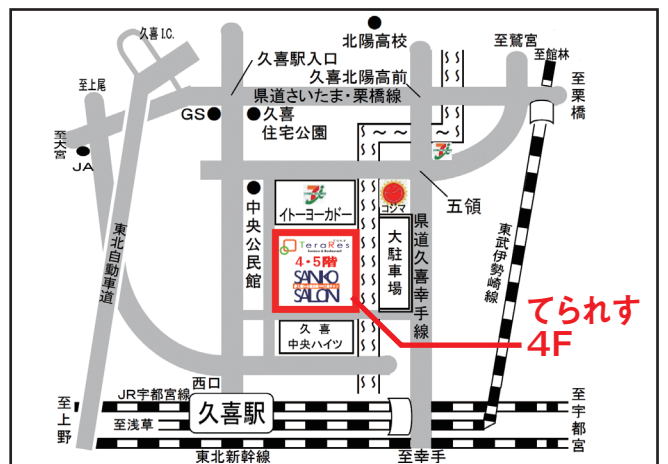 久喜I.C.
北陽高校
至鷲宮
至館林
久喜駅入口
至上尾
久喜北陽高前
至栗橋
県道さいたま・栗橋線
GS
久喜
住宅公園
至大宮
JA
五領
イトーヨーカドー
コジマ
中央公民館
TeraRes
4・5階
SANKO
SALON
大駐車場
県道久喜幸手線
東武伊勢崎線
東北自動車道
てられす
4F
久喜
中央ハイツ
西口
JR宇都宮線
至上野
久喜駅
至浅草
至宇都宮
東北新幹線
至幸手